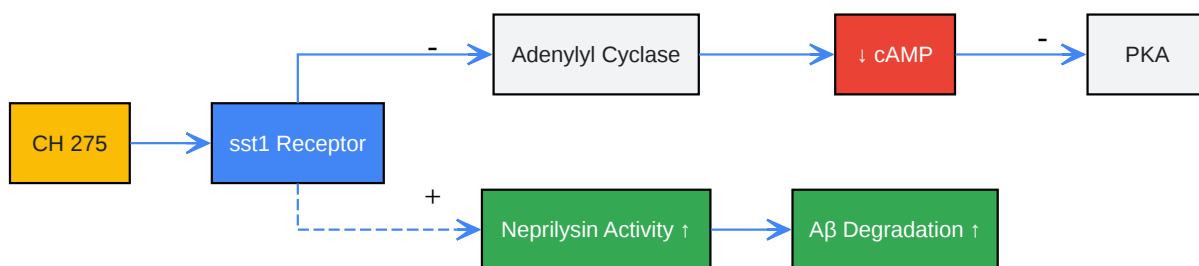 -
Adenylyl Cyclase
↓ cAMP
-
PKA
CH 275
sst1 Receptor
+
Neprilysin Activity ↑
Aβ Degradation ↑